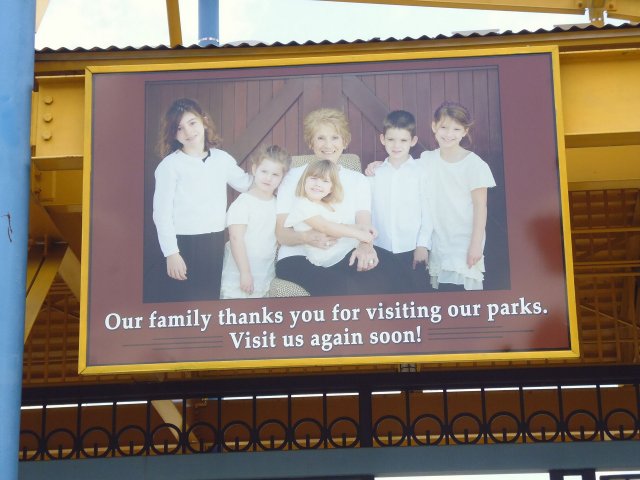 Our family thanks you for visiting our parks.
Visit us again soon!